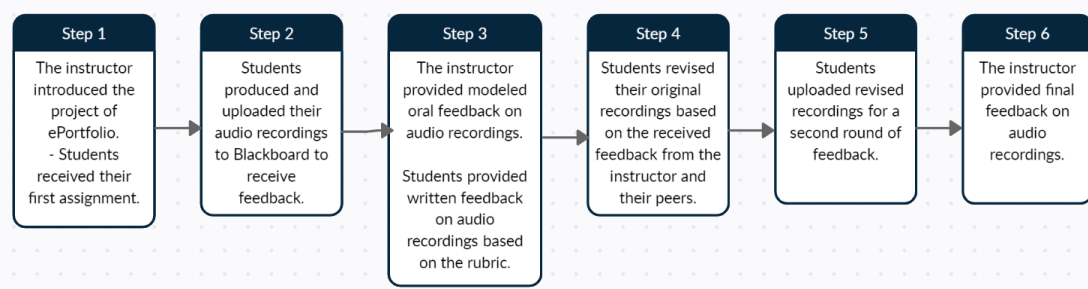 Step 1
The instructor
introduced the
project of
ePortfolio.
- Students
received their
first assignment.
Step 2
Students
produced and
uploaded their
audio recordings
to Blackboard to
receive
feedback.
Step 3
The instructor
provided modeled
oral feedback on
audio recordings.
Students provided
written feedback
on audio
recordings based
on the rubric.
Step 4
Students revised
their original
recordings based
on the received
feedback from the
instructor and
their peers.
Step 5
Students
uploaded revised
recordings for a
second round of
feedback.
Step 6
The instructor
provided final
feedback on
audio
recordings.